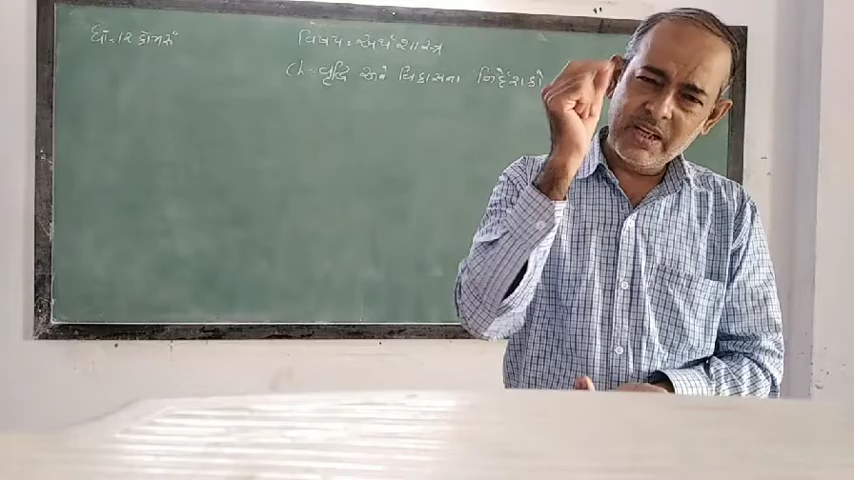 ધો-૧૨ કોમર્સ
વિષય: અર્થશાસ્ત્ર
Ch-વૃદ્ધિ અને વિકાસના નિર્દેશકો